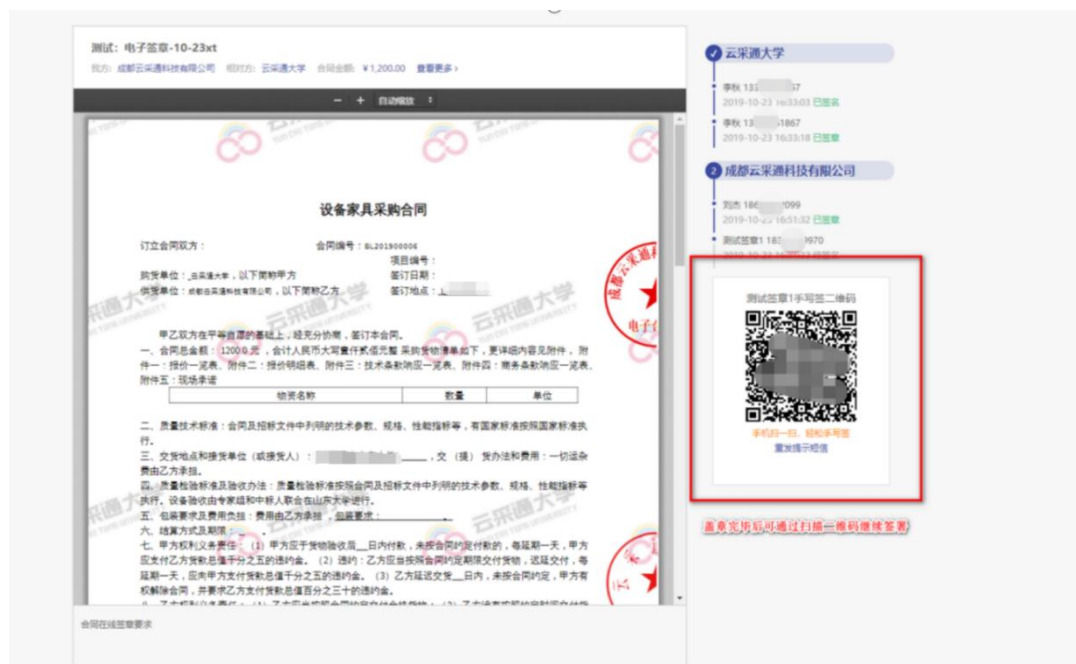 测试：电子签章-10-23xt
我方：成都云采通科技有限公司 相对方：云采通大学 合同金额：￥1,200.00 查看更多>
− + 自动缩放
设备家具采购合同
订立合同双方： 合同编号：BL201900006
项目编号：
购货单位：云采通大学，以下简称甲方 签订日期：
供货单位：成都云采通科技有限公司，以下简称乙方 签订地点：
甲乙双方在平等自愿的基础上，经充分协商，签订本合同。
一、合同总金额：1200.0 元，合计人民币大写壹仟贰佰元整 采购货物清单如下，更详细内容见附件。附
件一：报价一览表、附件二：报价明细表、附件三：技术条款响应一览表、附件四：商务条款响应一览表、
附件五：现场承诺
物资名称 数量 单位
二、质量技术标准：合同及招标文件中列明的技术参数、规格、性能指标等，有国家标准按照国家标准执
行。
三、交货地点和接货单位（或接货人）： ，交（提）货办法和费用：一切运杂
费由乙方承担。
四、质量检验标准及验收办法：质量检验标准按照合同及招标文件中列明的技术参数、规格、性能指标等
执行。设备验收由专家组和中标人联合在山东大学进行。
五、包装要求及费用负担：费用由乙方承担，包装要求：
六、结算方式及期限：
七、甲方权利义务责任：（1）甲方应于货物验收后__日内付款，未按合同约定付款的，每延期一天，甲方
应支付乙方货款总值千分之五的违约金。（2）违约：乙方应当按照合同约定期限交付货物，迟延交付，每
延期一天，应向甲方支付货款总值千分之五的违约金。（3）乙方延迟交货__日内，未按合同约定，甲方有
权解除合同，并要求乙方支付货款总值百分之三十的违约金。
合同在线签章要求
云采通大学
李秋 133 67
2019-10-23 16:33:03 已签名
李秋 13 1867
2019-10-23 16:33:18 已签章
2 成都云采通科技有限公司
刘杰 186 2099
2019-10-23 16:51:32 已签章
测试签章1 183 9970
测试签章1手写签二维码
手机扫一扫，轻松手写签
重发提示短信
盖章完毕后可通过扫描二维码继续签署